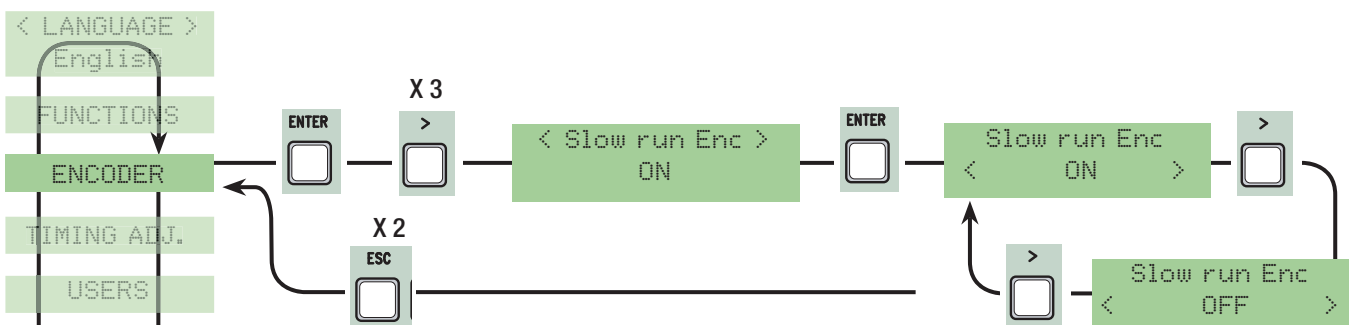 < LANGUAGE >
English
FUNCTIONS
ENCODER
TIMING ADJ.
USERS
ENTER
X 3
>
< Slow run Enc >
ON
ENTER
Slow run Enc
< ON >
>
Slow run Enc
< OFF >
>
X 2
ESC